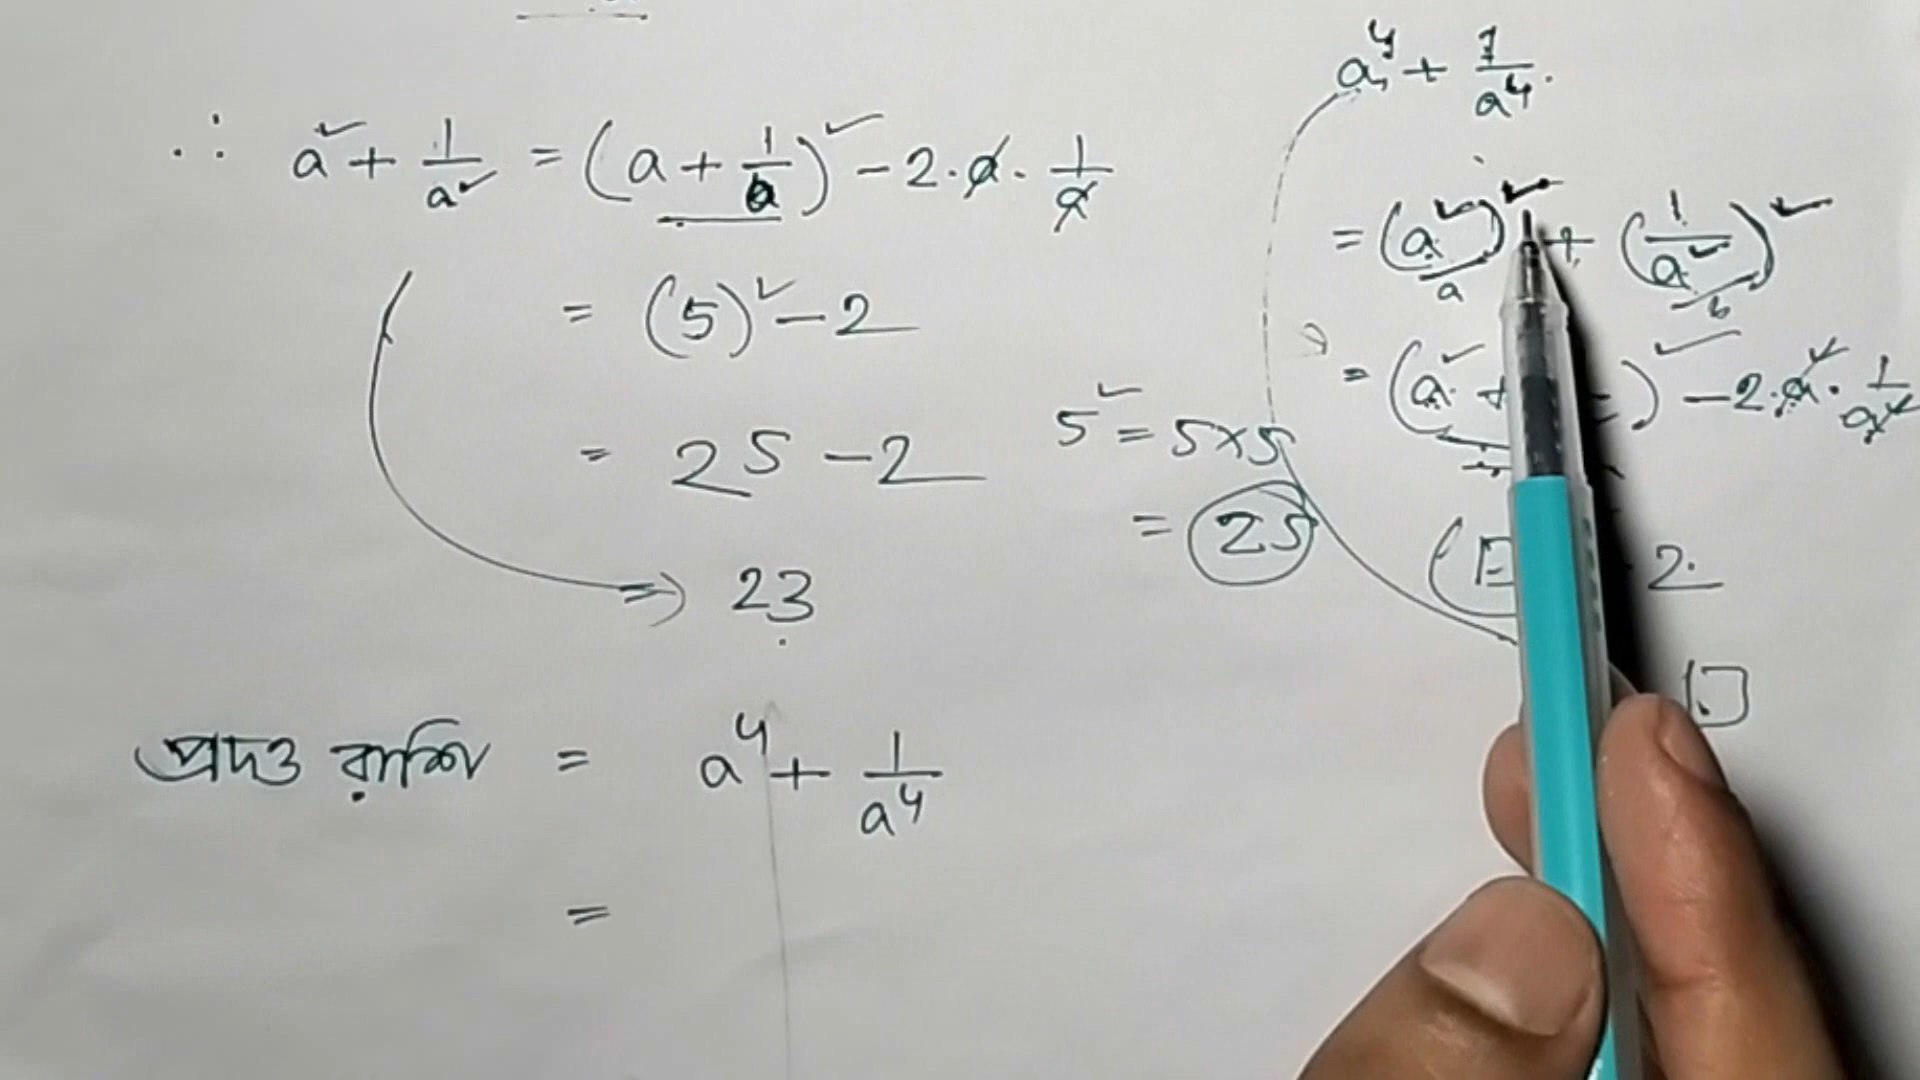 ∴ a² + 1/a² = (a + 1/a)² − 2·a·1/a
= (5)² − 2
= 25 − 2
⇒ 23
প্রদত্ত রাশি = a⁴ + 1/a⁴
=
a⁴ + 1/a⁴
= (a²)² + (1/a²)²
a b
= (a² + )² − 2·a²·1/a²
5² = 5×5
= 25
2